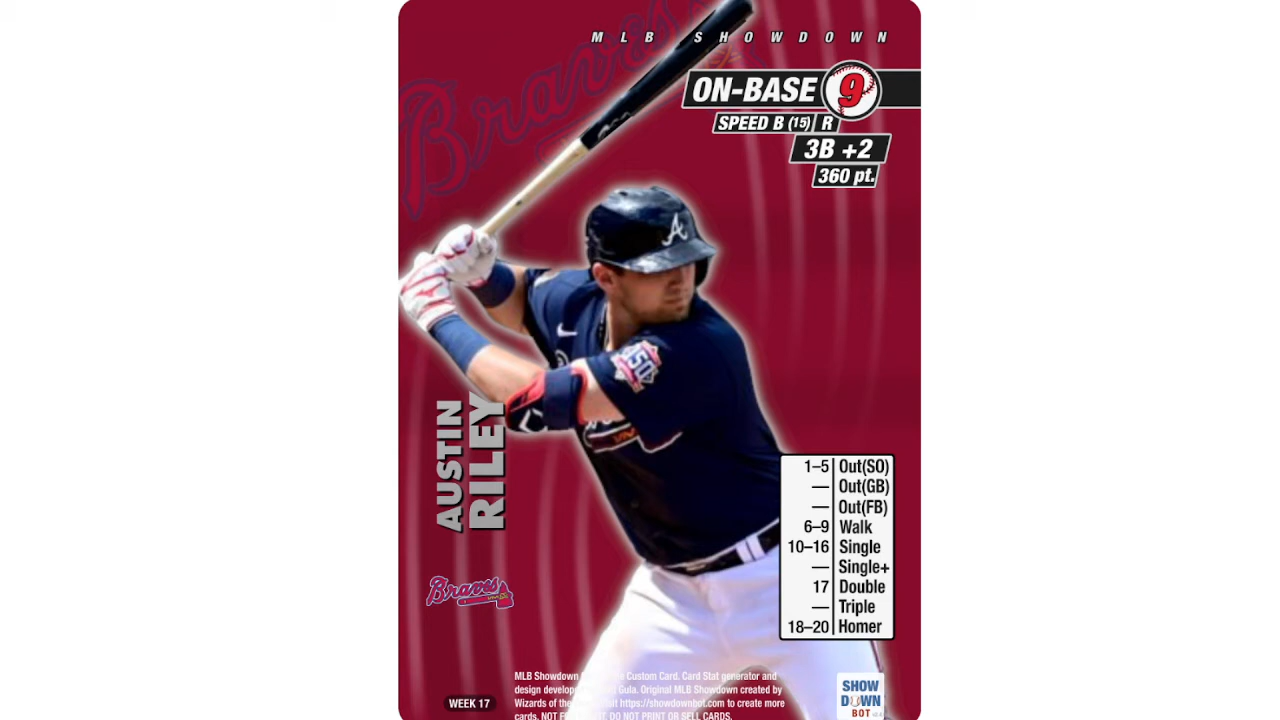 Braves
MLB SHOWDOWN
ON-BASE 9
SPEED B (15) R
3B +2
360 pt.
A
150
AUSTIN
RILEY
Braves
1–5 Out(SO)
— Out(GB)
— Out(FB)
6–9 Walk
10–16 Single
— Single+
17 Double
— Triple
18–20 Homer
MLB Showdown Custom Card. Card Stat generator and
design Gula. Original MLB Showdown created by
Wizards of the https://showdownbot.com to create more
cards. NOT DO NOT PRINT OR SELL CARDS.
WEEK 17
SHOW
DOWN
BOT